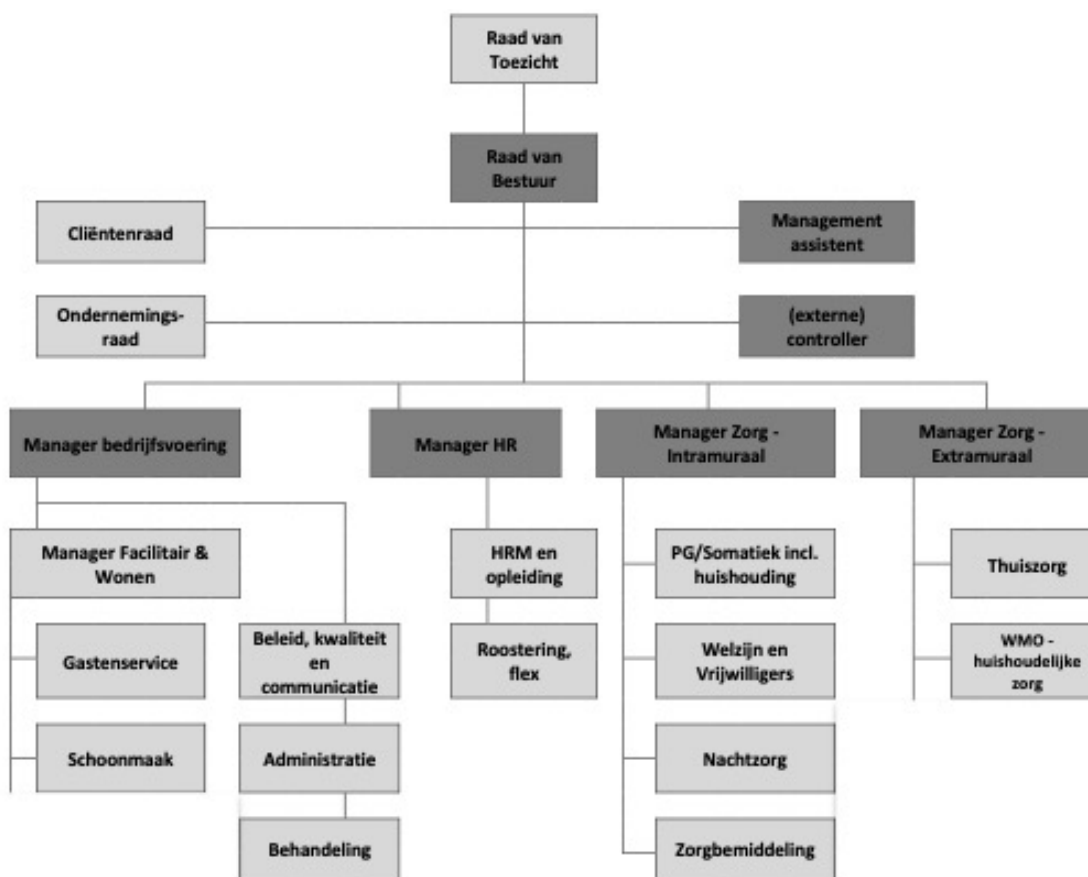 Raad van
Toezicht
Raad van
Bestuur
Cliëntenraad
Management
assistent
Ondernemings-
raad
(externe)
controller
Manager bedrijfsvoering
Manager HR
Manager Zorg -
Intramuraal
Manager Zorg -
Extramuraal
Manager Facilitair &
Wonen
HRM en
opleiding
PG/Somatiek incl.
huishouding
Thuiszorg
Gastenservice
Beleid, kwaliteit
en
communicatie
Roostering,
flex
Welzijn en
Vrijwilligers
WMO -
huishoudelijke
zorg
Schoonmaak
Administratie
Nachtzorg
Behandeling
Zorgbemiddeling